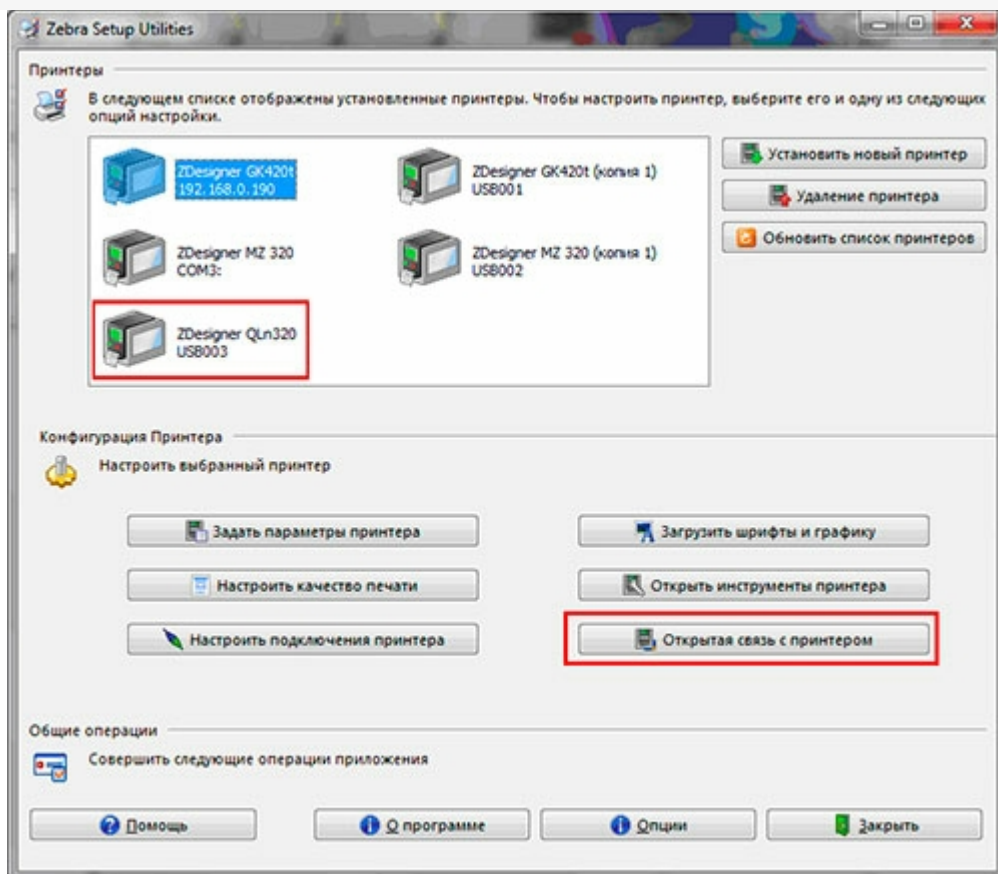 Zebra Setup Utilities
Принтеры
В следующем списке отображены установленные принтеры. Чтобы настроить принтер, выберите его и одну из следующих
опций настройки.
ZDesigner GK420t
192.168.0.190
ZDesigner GK420t (копия 1)
USB001
ZDesigner MZ 320
COM3:
ZDesigner MZ 320 (копия 1)
USB002
ZDesigner QLn320
USB003
Установить новый принтер
Удаление принтера
Обновить список принтеров
Конфигурация Принтера
Настроить выбранный принтер
Задать параметры принтера
Загрузить шрифты и графику
Настроить качество печати
Открыть инструменты принтера
Настроить подключения принтера
Открытая связь с принтером
Общие операции
Совершить следующие операции приложения
Помощь
О программе
Опции
Закрыть